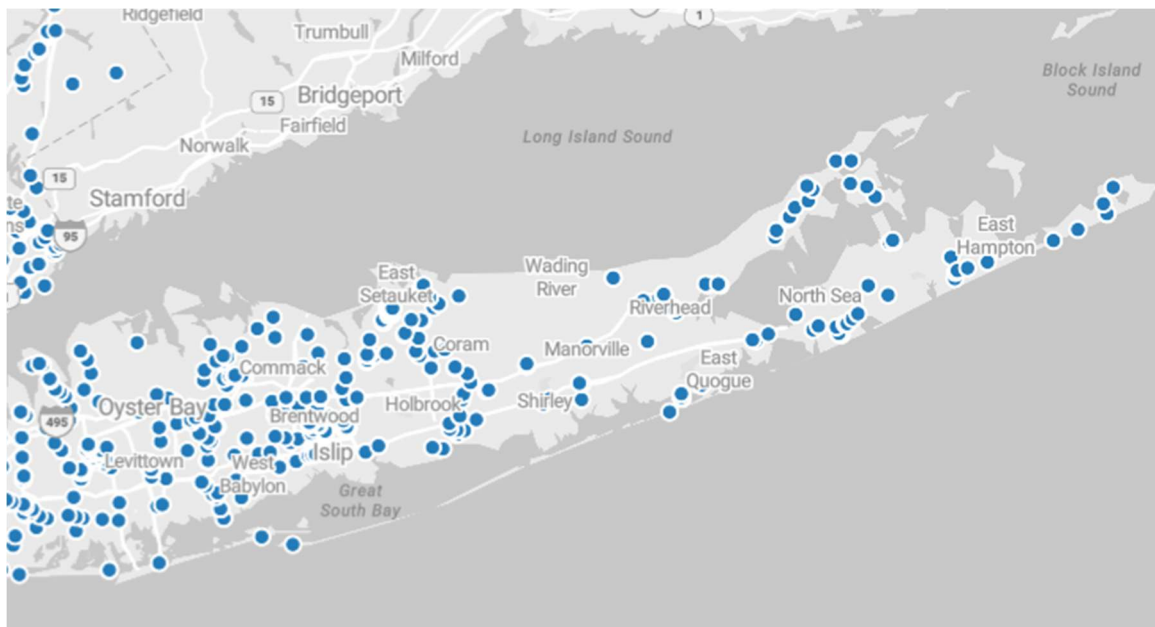 Ridgefield
Trumbull
1
Milford
Block Island
Sound
15
Bridgeport
Fairfield
Long Island Sound
Norwalk
15
Stamford
95
East
Hampton
East
Setauket
Wading
River
North Sea
Riverhead
Coram
Manorville
East
Quogue
Commack
Oyster Bay
Holbrook
Shirley
Brentwood
495
Levittown
West
Babylon
Islip
Great
South Bay